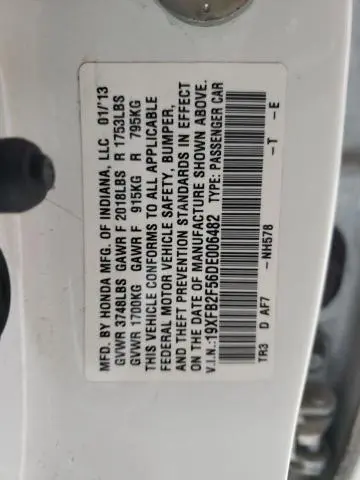 MFD. BY HONDA MFG. OF INDIANA, LLC 01/'13
GVWR 3748LBS GAWR F 2018LBS R 1753LBS
GVWR 1700KG GAWR F 915KG R 795KG
THIS VEHICLE CONFORMS TO ALL APPLICABLE
FEDERAL MOTOR VEHICLE SAFETY, BUMPER,
AND THEFT PREVENTION STANDARDS IN EFFECT
ON THE DATE OF MANUFACTURE SHOWN ABOVE.
V.I.N.:19XFB2F56DE006482 TYPE: PASSENGER CAR
TR3 D AF7 -NH578 -T -E